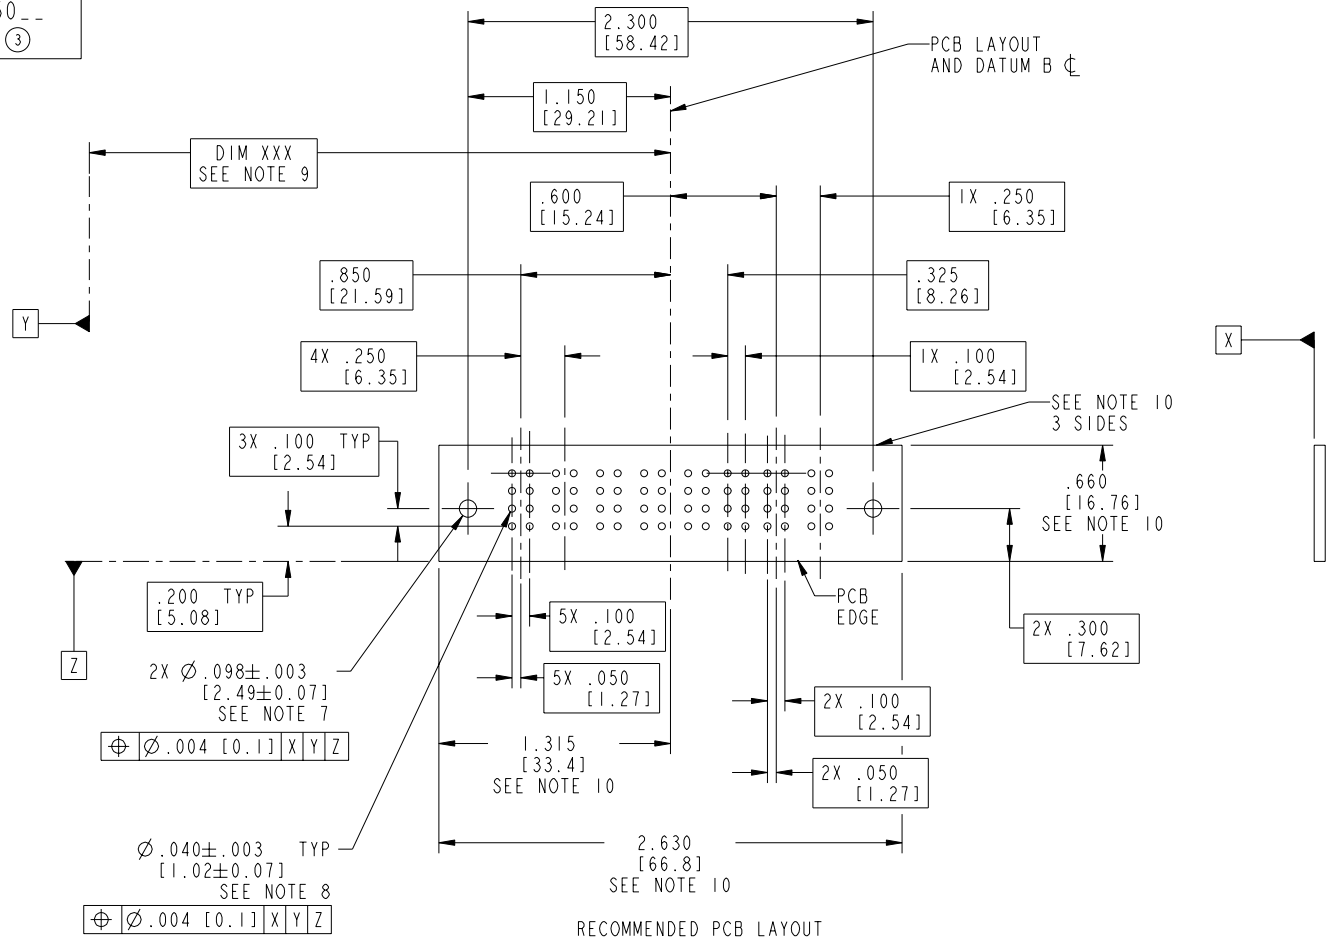 50__
3
2.300
[58.42]
PCB LAYOUT
AND DATUM B ℄
1.150
[29.21]
DIM XXX
SEE NOTE 9
.600
[15.24]
1X .250
[6.35]
.850
[21.59]
.325
[8.26]
Y
X
4X .250
[6.35]
1X .100
[2.54]
SEE NOTE 10
3 SIDES
3X .100 TYP
[2.54]
.660
[16.76]
SEE NOTE 10
.200 TYP
[5.08]
PCB
EDGE
5X .100
[2.54]
2X .300
[7.62]
Z
2X Ø.098±.003
[2.49±0.07]
SEE NOTE 7
5X .050
[1.27]
2X .100
[2.54]
⌖ Ø.004 [0.1] X Y Z
1.315
[33.4]
SEE NOTE 10
2X .050
[1.27]
Ø.040±.003 TYP
[1.02±0.07]
SEE NOTE 8
2.630
[66.8]
SEE NOTE 10
⌖ Ø.004 [0.1] X Y Z
RECOMMENDED PCB LAYOUT